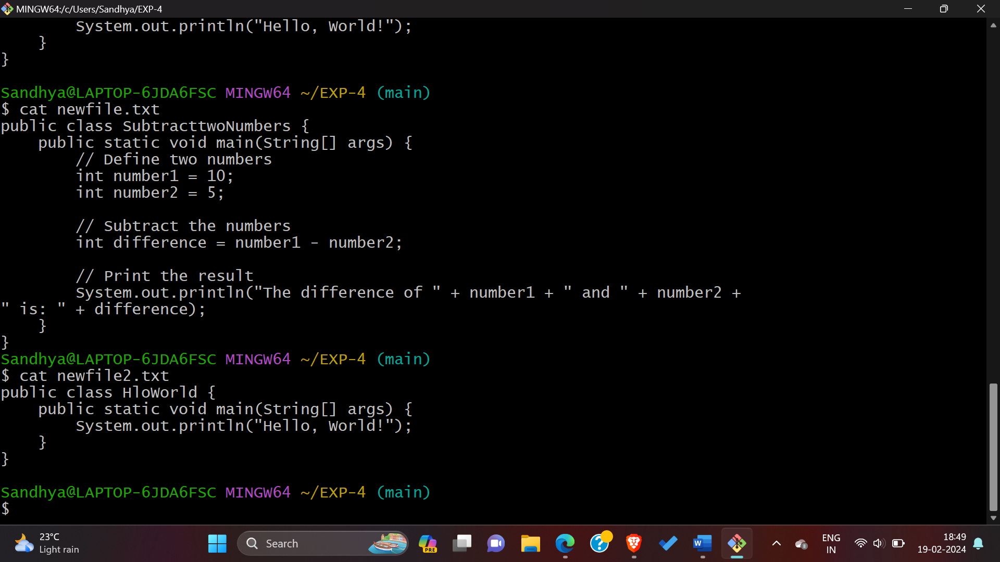 MINGW64:/c/Users/Sandhya/EXP-4
        System.out.println("Hello, World!");
    }
}

Sandhya@LAPTOP-6JDA6FSC MINGW64 ~/EXP-4 (main)
$ cat newfile.txt
public class SubtracttwoNumbers {
    public static void main(String[] args) {
        // Define two numbers
        int number1 = 10;
        int number2 = 5;

        // Subtract the numbers
        int difference = number1 - number2;

        // Print the result
        System.out.println("The difference of " + number1 + " and " + number2 +
" is: " + difference);
    }
}
Sandhya@LAPTOP-6JDA6FSC MINGW64 ~/EXP-4 (main)
$ cat newfile2.txt
public class HloWorld {
    public static void main(String[] args) {
        System.out.println("Hello, World!");
    }
}

Sandhya@LAPTOP-6JDA6FSC MINGW64 ~/EXP-4 (main)
$
23°C
Light rain
Search
PRE
W
ENG
IN
18:49
19-02-2024